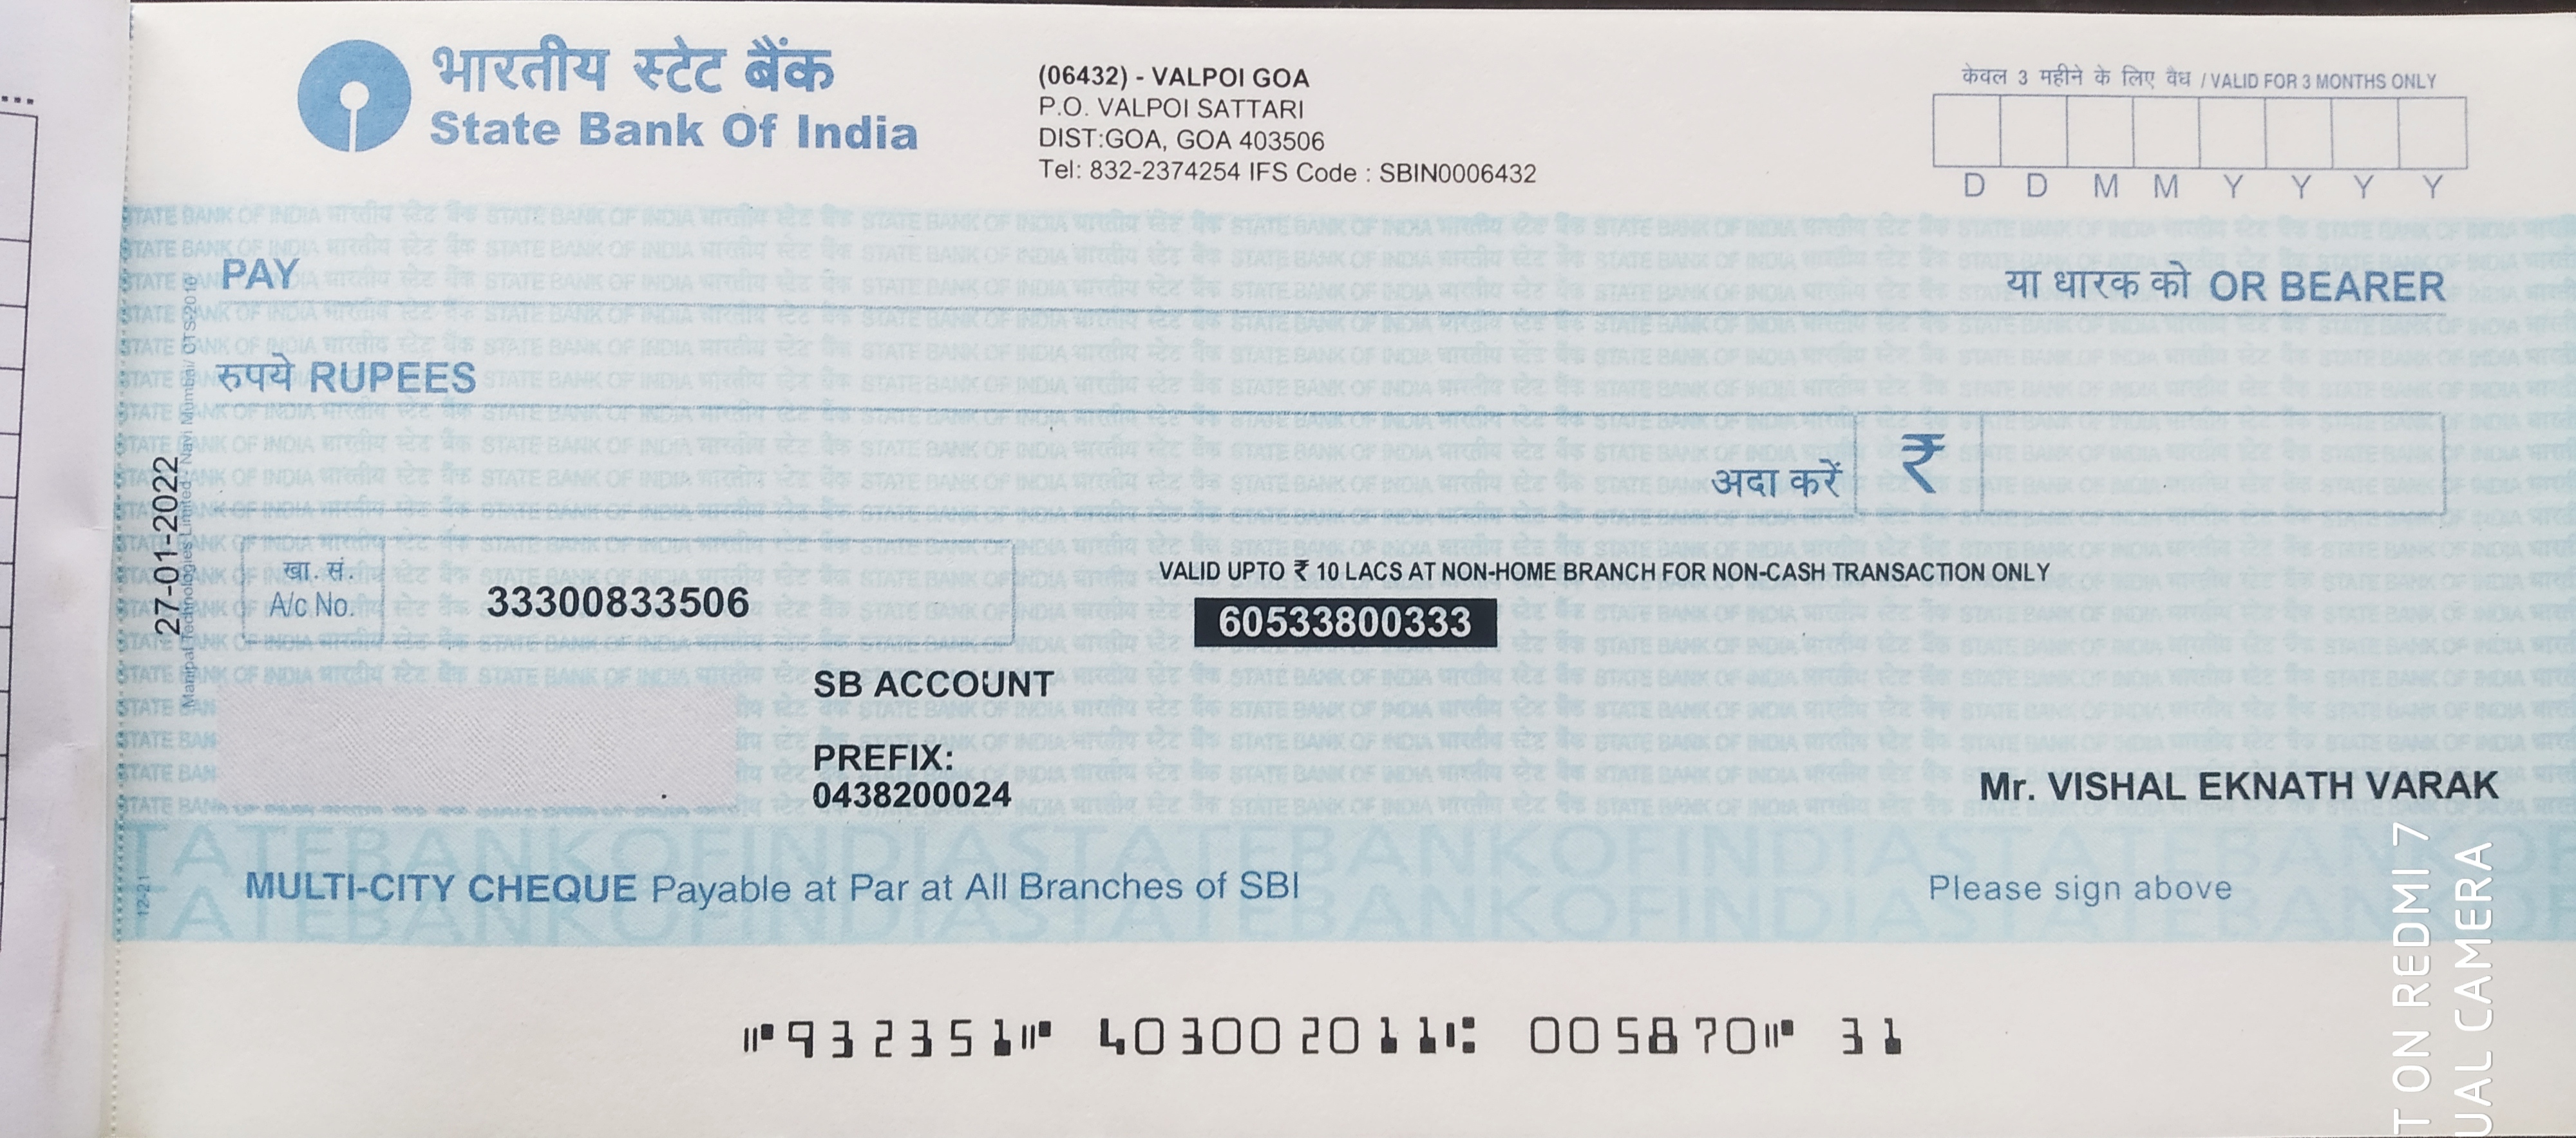 भारतीय स्टेट बैंक
State Bank Of India
(06432) - VALPOI GOA
P.O. VALPOI SATTARI
DIST:GOA, GOA 403506
Tel: 832-2374254 IFS Code : SBIN0006432
केवल 3 महीने के लिए वैध / VALID FOR 3 MONTHS ONLY
D D M M Y Y Y Y
PAY
या धारक को OR BEARER
रुपये RUPEES
अदा करें ₹
27-01-2022
Manipal Technologies Limited, Navi Mumbai/ CTS-2010
खा. सं.
A/c No.
33300833506
VALID UPTO ₹ 10 LACS AT NON-HOME BRANCH FOR NON-CASH TRANSACTION ONLY
60533800333
SB ACCOUNT
PREFIX:
0438200024
Mr. VISHAL EKNATH VARAK
12-21
MULTI-CITY CHEQUE Payable at Par at All Branches of SBI
Please sign above
⑈932351⑈ 403002011⑆ 005870⑈ 31
T ON REDMI 7
UAL CAMERA